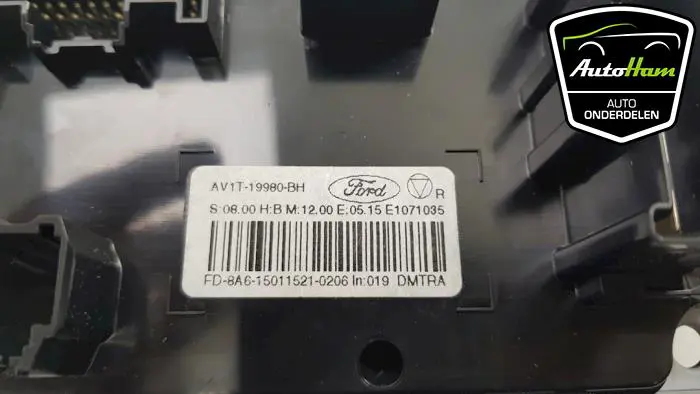 AutoHam
AUTO
ONDERDELEN
AV1T-19980-BH Ford R
S:08.00 H:B M:12.00 E:05.15 E1071035
FD-8A6-15011521-0206 In:019 DMTRA